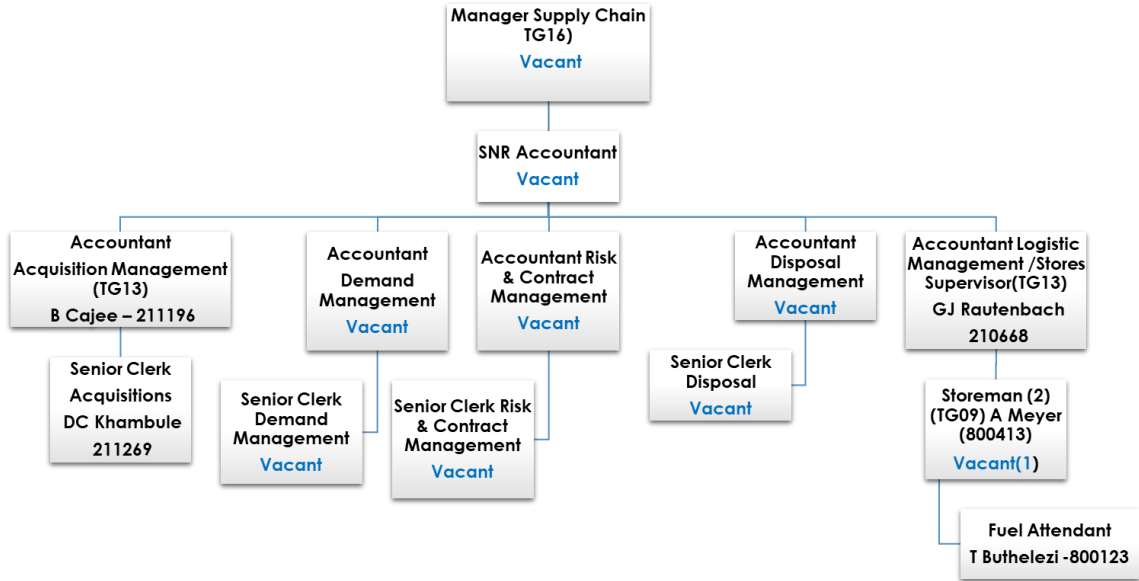 Manager Supply Chain
TG16)
Vacant
SNR Accountant
Vacant
Accountant
Acquisition Management
(TG13)
B Cajee – 211196
Accountant
Demand
Management
Vacant
Accountant Risk
& Contract
Management
Vacant
Accountant
Disposal
Management
Vacant
Accountant Logistic
Management /Stores
Supervisor(TG13)
GJ Rautenbach
210668
Senior Clerk
Acquisitions
DC Khambule
211269
Senior Clerk
Demand
Management
Vacant
Senior Clerk Risk
& Contract
Management
Vacant
Senior Clerk
Disposal
Vacant
Storeman (2)
(TG09) A Meyer
(800413)
Vacant(1)
Fuel Attendant
T Buthelezi -800123